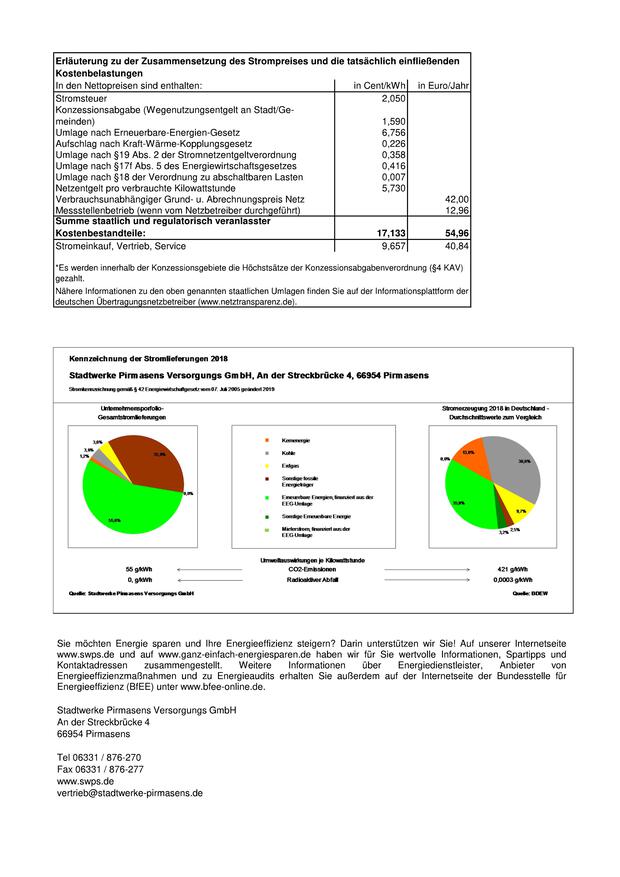 Erläuterung zu der Zusammensetzung des Strompreises und die tatsächlich einfließenden
Kostenbelastungen
In den Nettopreisen sind enthalten: in Cent/kWh in Euro/Jahr
Stromsteuer 2,050
Konzessionsabgabe (Wegenutzungsentgelt an Stadt/Ge-
meinden) 1,590
Umlage nach Erneuerbare-Energien-Gesetz 6,756
Aufschlag nach Kraft-Wärme-Kopplungsgesetz 0,226
Umlage nach §19 Abs. 2 der Stromnetzentgeltverordnung 0,358
Umlage nach §17f Abs. 5 des Energiewirtschaftsgesetzes 0,416
Umlage nach §18 der Verordnung zu abschaltbaren Lasten 0,007
Netzentgelt pro verbrauchte Kilowattstunde 5,730
Verbrauchsunabhängiger Grund- u. Abrechnungspreis Netz 42,00
Messstellenbetrieb (wenn vom Netzbetreiber durchgeführt) 12,96
Summe staatlich und regulatorisch veranlasster
Kostenbestandteile: 17,133 54,96
Stromeinkauf, Vertrieb, Service 9,657 40,84
*Es werden innerhalb der Konzessionsgebiete die Höchstsätze der Konzessionsabgabenverordnung (§4 KAV)
gezahlt.
Nähere Informationen zu den oben genannten staatlichen Umlagen finden Sie auf der Informationsplattform der
deutschen Übertragungsnetzbetreiber (www.netztransparenz.de).
Kennzeichnung der Stromlieferungen 2018
Stadtwerke Pirmasens Versorgungs GmbH, An der Streckbrücke 4, 66954 Pirmasens
Stromkennzeichnung gemäß § 42 Energiewirtschaftsgesetz vom 07. Juli 2005 geändert 2019
Unternehmensporfolio-
Gesamtstromlieferungen
Stromerzeugung 2018 in Deutschland -
Durchschnittswerte zum Vergleich
3,6%
3,9%
1,2%
0,0%
Kernenergie
Kohle
Erdgas
Sonstige fossile
Energieträger
Erneuerbare Energien, finanziert aus der
EEG-Umlage
Sonstige Erneuerbare Energie
Mieterstrom, finanziert aus der
EEG-Umlage
0,0%
9,7%
2,5%
3,2%
Umweltauswirkungen je Kilowattstunde
55 g/kWh CO2-Emissionen 421 g/kWh
0, g/kWh Radioaktiver Abfall 0,0003 g/kWh
Quelle: Stadtwerke Pirmasens Versorgungs GmbH Quelle: BDEW
Sie möchten Energie sparen und Ihre Energieeffizienz steigern? Darin unterstützen wir Sie! Auf unserer Internetseite
www.swps.de und auf www.ganz-einfach-energiesparen.de haben wir für Sie wertvolle Informationen, Spartipps und
Kontaktadressen zusammengestellt. Weitere Informationen über Energiedienstleister, Anbieter von
Energieeffizienzmaßnahmen und zu Energieaudits erhalten Sie außerdem auf der Internetseite der Bundesstelle für
Energieeffizienz (BfEE) unter www.bfee-online.de.
Stadtwerke Pirmasens Versorgungs GmbH
An der Streckbrücke 4
66954 Pirmasens
Tel 06331 / 876-270
Fax 06331 / 876-277
www.swps.de
vertrieb@stadtwerke-pirmasens.de